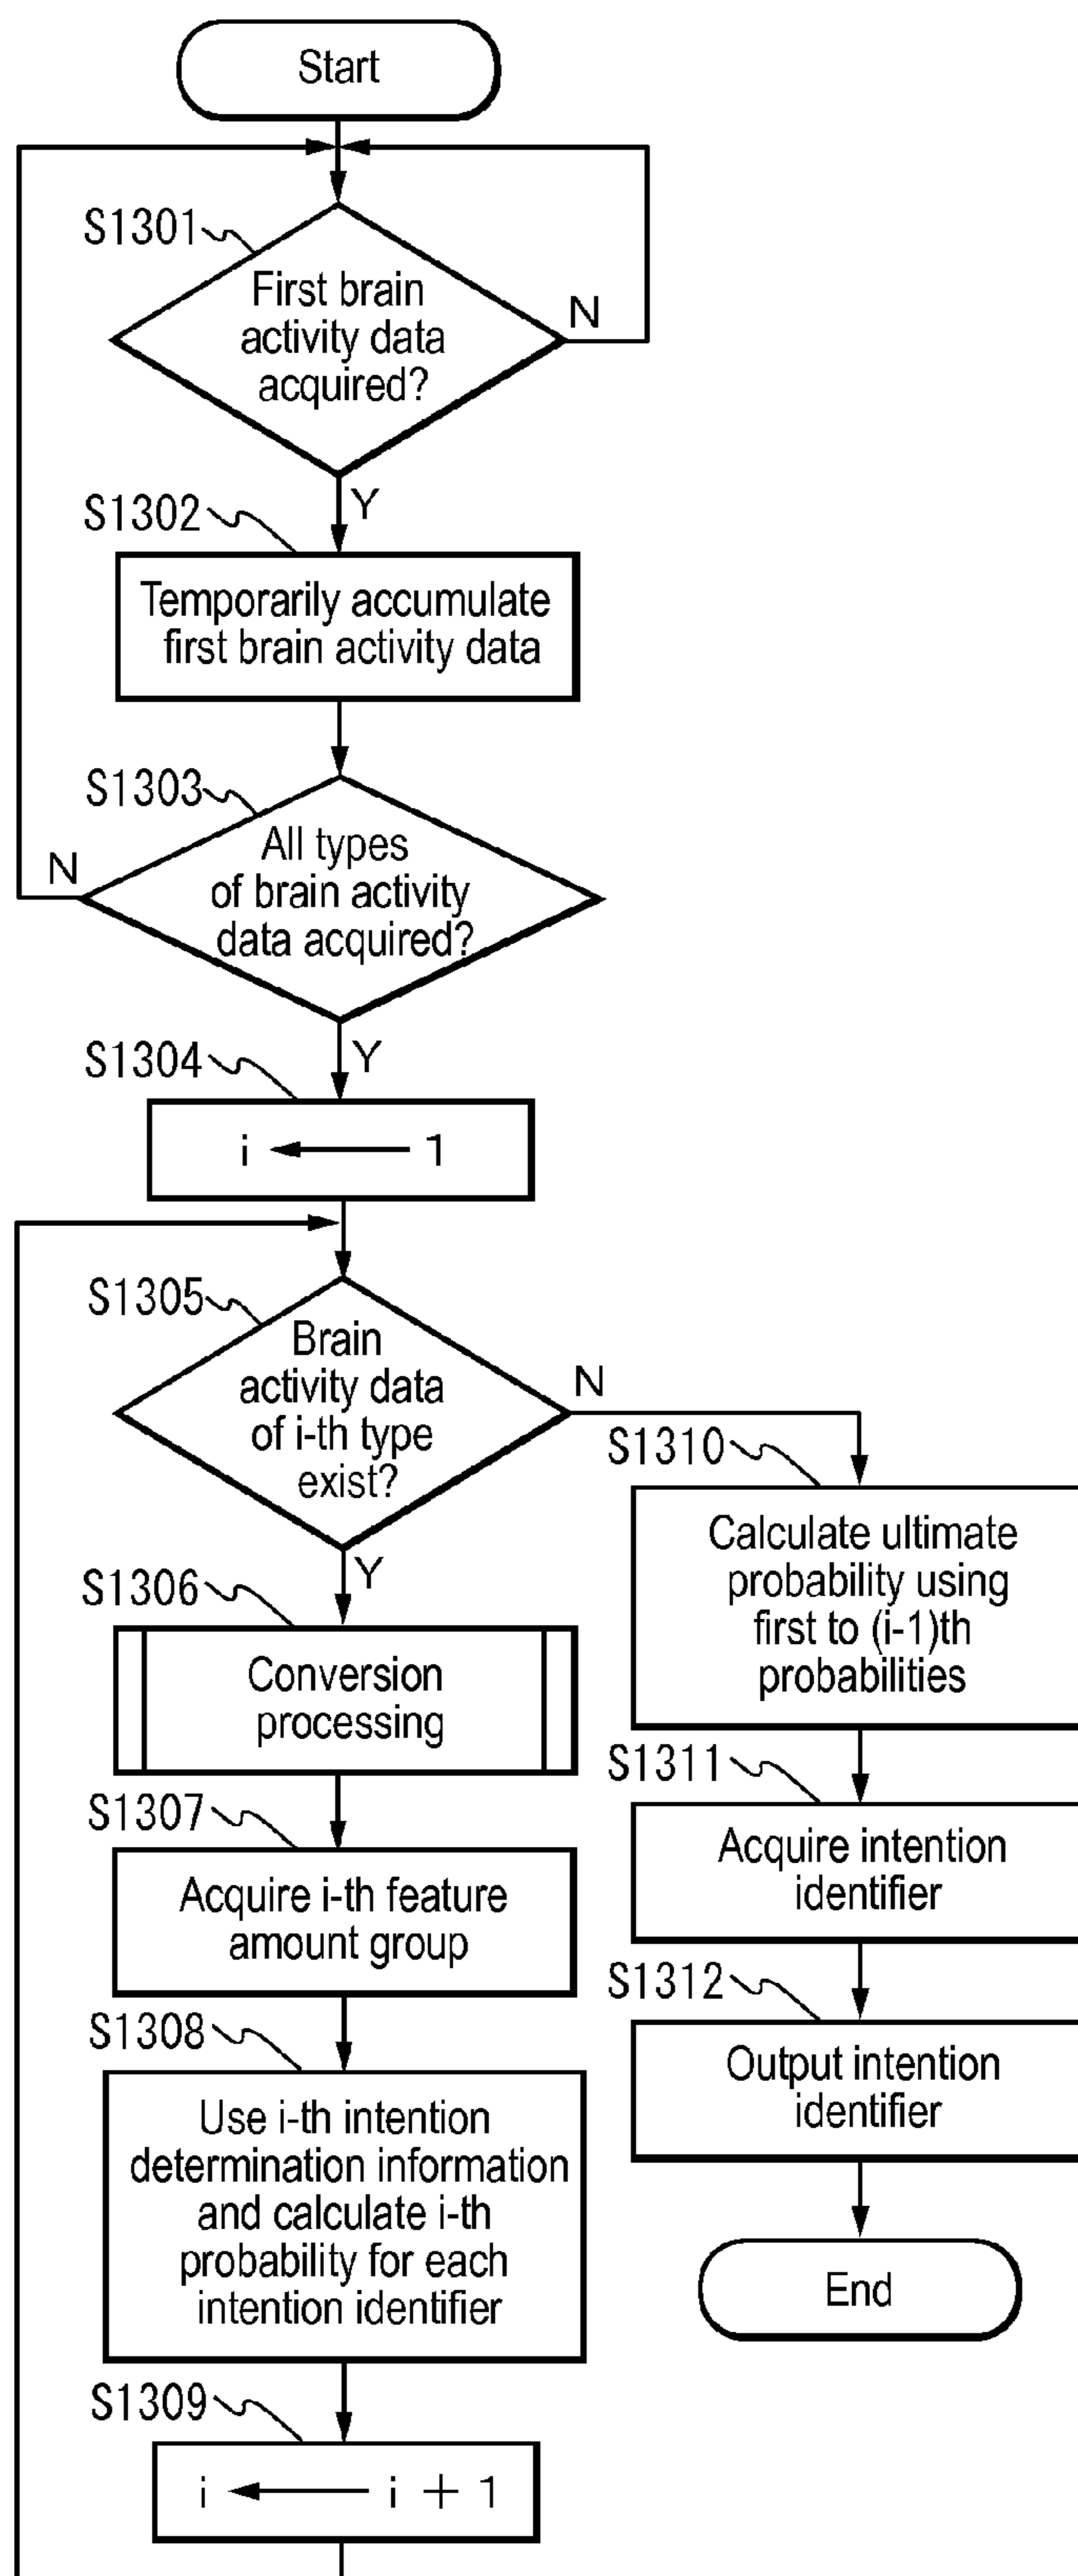 Start
S1301
First brain
activity data
acquired?
N
Y
S1302
Temporarily accumulate
first brain activity data
S1303
All types
of brain activity
data acquired?
N
Y
S1304
i ← 1
S1305
Brain
activity data
of i-th type
exist?
N
Y
S1306
Conversion
processing
S1307
Acquire i-th feature
amount group
S1308
Use i-th intention
determination information
and calculate i-th
probability for each
intention identifier
S1309
i ← i + 1
S1310
Calculate ultimate
probability using
first to (i-1)th
probabilities
S1311
Acquire intention
identifier
S1312
Output intention
identifier
End